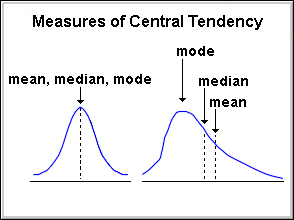 Measures of Central Tendency
mode
mean, median, mode
median
mean